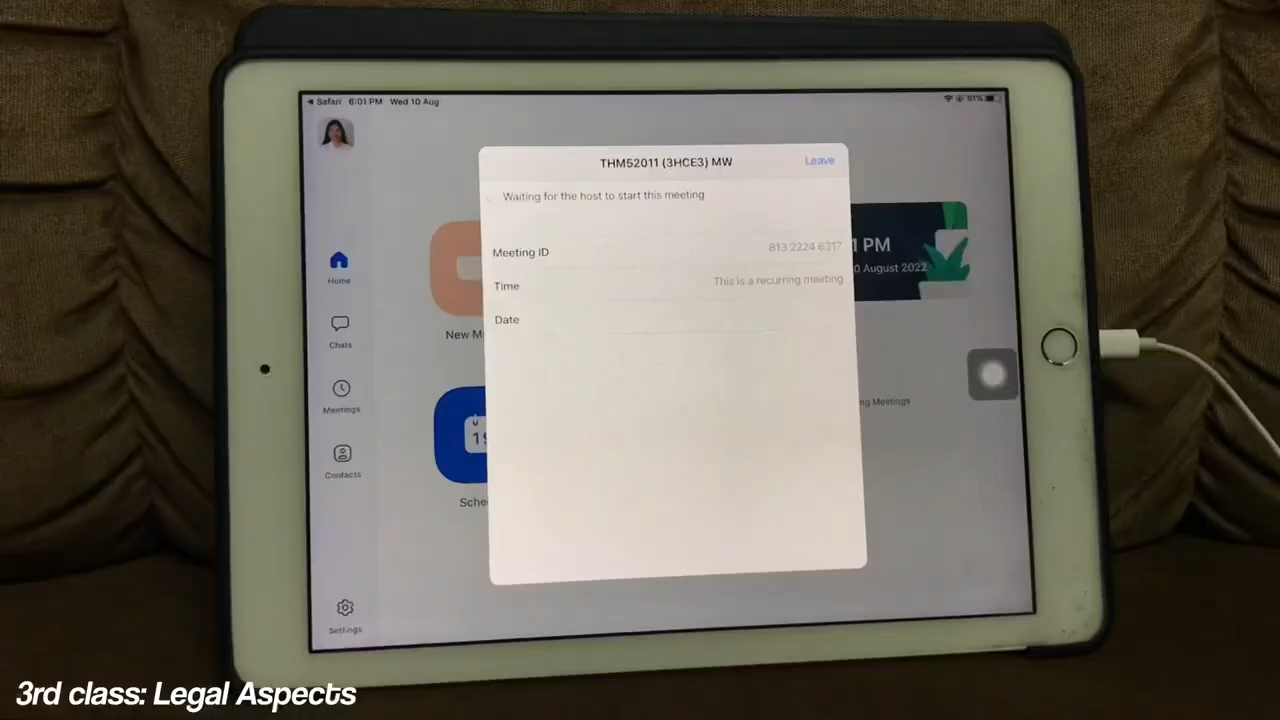 Safari 6:01 PM Wed 10 Aug
61%
THM52011 (3HCE3) MW
Leave
Waiting for the host to start this meeting
Meeting ID
813 2224 6317
Time
This is a recurring meeting
Date
Home
Chats
Meetings
Contacts
Settings
New M
Sche
19
1 PM
0 August 2022
ng Meetings
3rd class: Legal Aspects